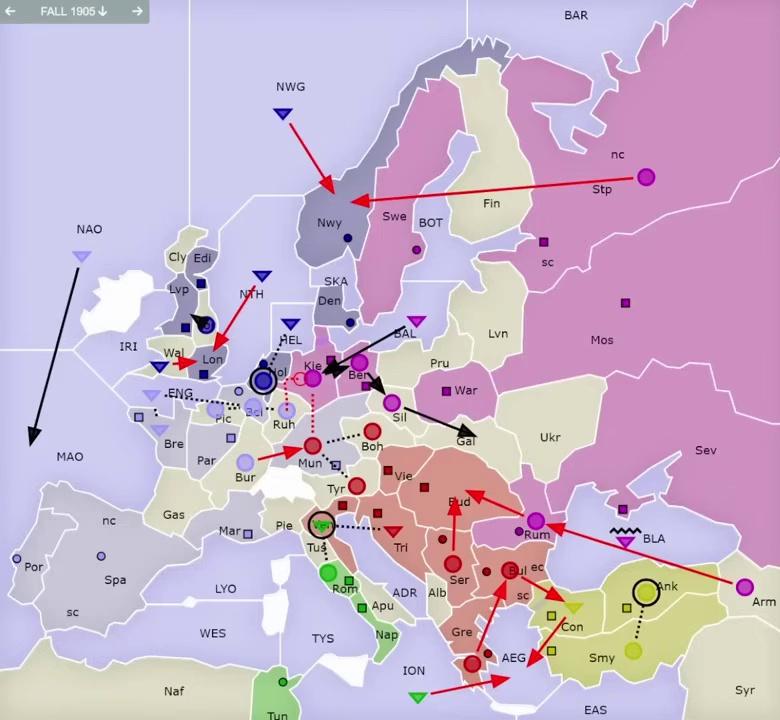 FALL 1905
BAR
NWG
nc
Stp
Nwy
Swe
BOT
Fin
NAO
Cly
Edi
sc
SKA
Lvp
NTH
Den
Mos
IRI
HEL
BAL
Lvn
Wal
Lon
Hol
Kie
Ber
Pru
War
ENG
Pic
Bel
Ruh
Sil
Gal
Ukr
Bre
Par
Mun
Boh
MAO
Bur
Tyr
Vie
Sev
nc
Gas
Bud
Mar
Pie
Ven
Tri
Rum
BLA
Por
Spa
Tus
Ser
Bul
ec
Ank
Arm
sc
LYO
Rom
ADR
Alb
sc
Apu
Con
WES
Nap
Gre
TYS
AEG
Smy
ION
Naf
Tun
EAS
Syr